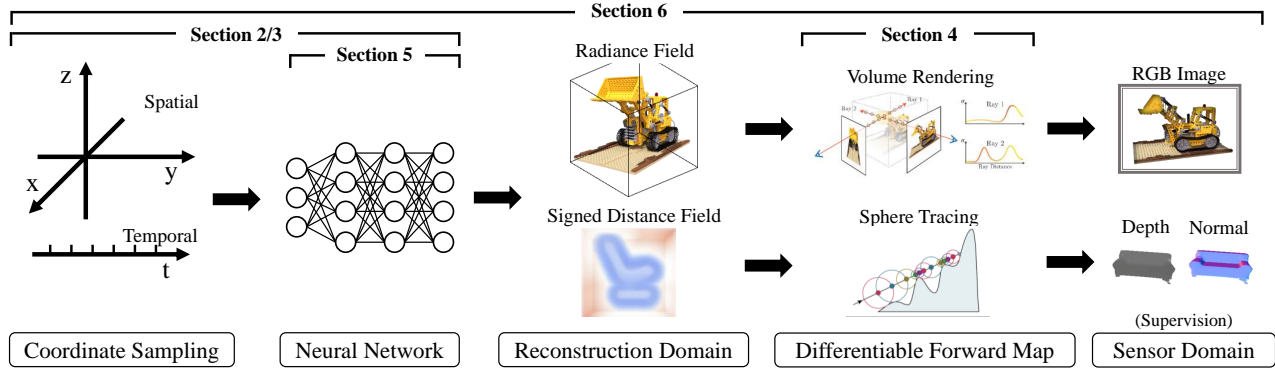 Section 6
Section 2/3
Section 4
Section 5
Radiance Field
Volume Rendering
RGB Image
z
Spatial
x
y
Temporal
t
Ray 2
Ray 1
Ray 1
Ray 2
Ray Distance
Signed Distance Field
Sphere Tracing
Depth
Normal
(Supervision)
Coordinate Sampling
Neural Network
Reconstruction Domain
Differentiable Forward Map
Sensor Domain